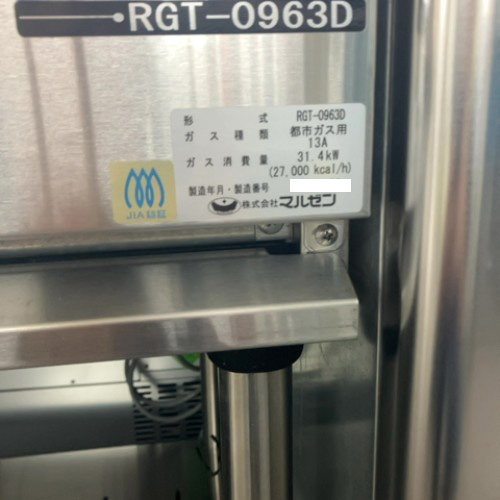 RGT-0963D
形 式 RGT-0963D
ガス種類 都市ガス用
13A
ガス消費量 31.4kW
(27,000 kcal/h)
製造年月・製造番号
株式会社マルゼン
JIA認証